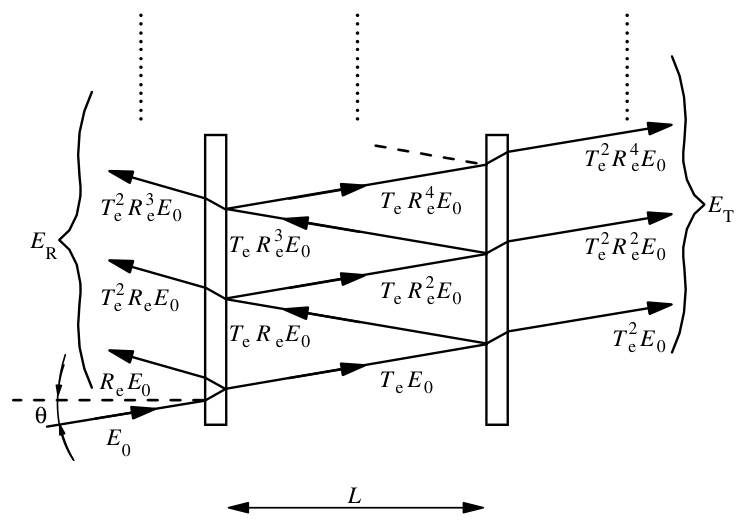 T_e^2 R_e^4 E_0
T_e^2 R_e^3 E_0
T_e R_e^4 E_0
E_T
E_R
T_e R_e^3 E_0
T_e^2 R_e^2 E_0
T_e^2 R_e E_0
T_e R_e^2 E_0
T_e R_e E_0
T_e^2 E_0
R_e E_0
T_e E_0
θ
E_0
L